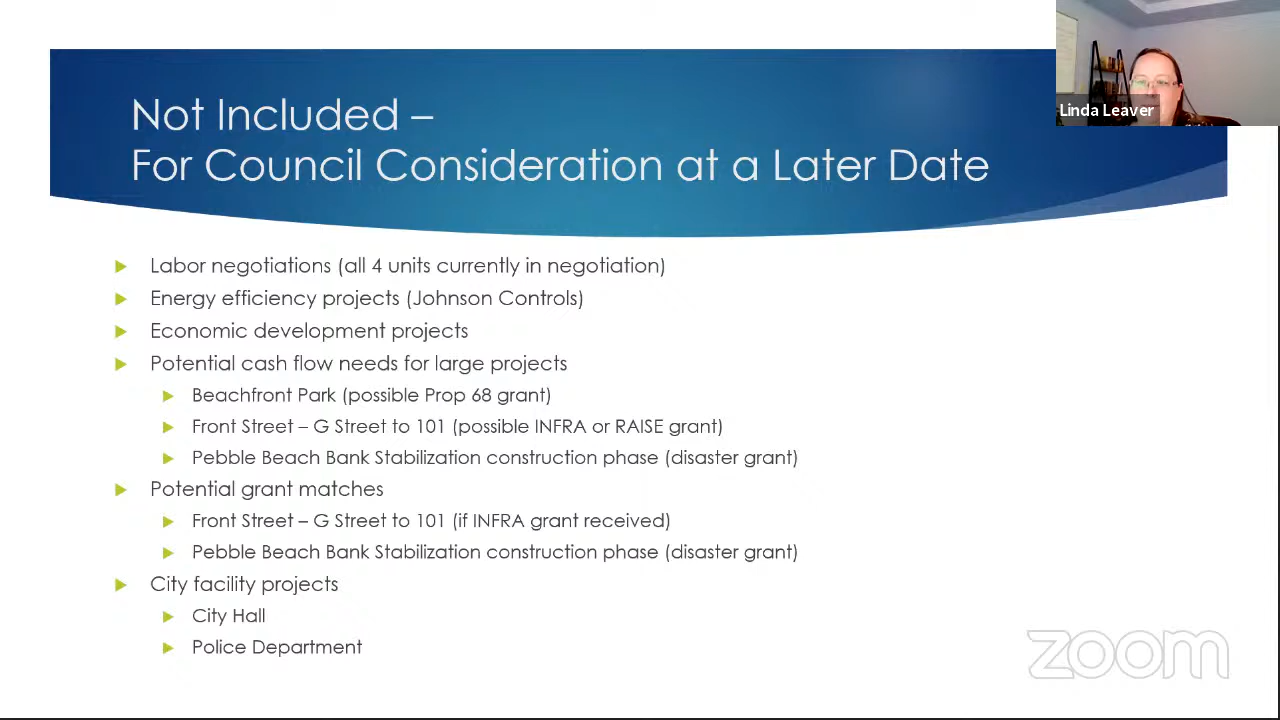 Not Included –
For Council Consideration at a Later Date
Linda Leaver
Labor negotiations (all 4 units currently in negotiation)
Energy efficiency projects (Johnson Controls)
Economic development projects
Potential cash flow needs for large projects
Beachfront Park (possible Prop 68 grant)
Front Street – G Street to 101 (possible INFRA or RAISE grant)
Pebble Beach Bank Stabilization construction phase (disaster grant)
Potential grant matches
Front Street – G Street to 101 (if INFRA grant received)
Pebble Beach Bank Stabilization construction phase (disaster grant)
City facility projects
City Hall
Police Department
zoom